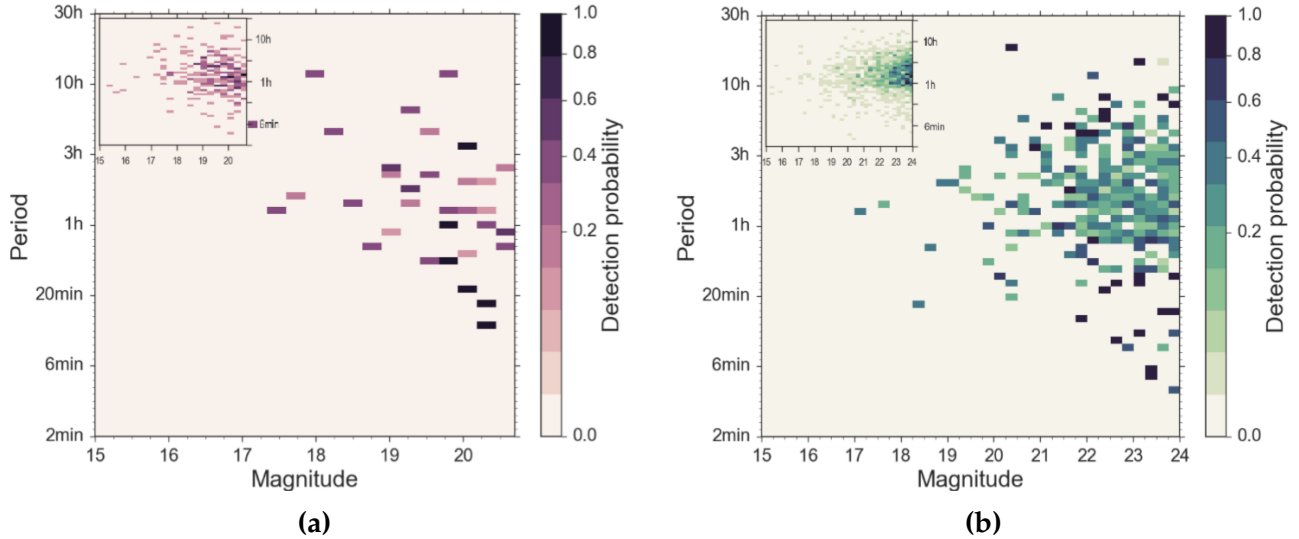 30h
10h
3h
1h
20min
6min
2min
Period
15 16 17 18 19 20
Magnitude
10h
1h
6min
15 16 17 18 19 20
1.0
0.8
0.6
0.4
0.2
0.0
Detection probability
(a)
30h
10h
3h
1h
20min
6min
2min
Period
15 16 17 18 19 20 21 22 23 24
Magnitude
10h
1h
6min
15 16 17 18 19 20 21 22 23 24
1.0
0.8
0.6
0.4
0.2
0.0
Detection probability
(b)